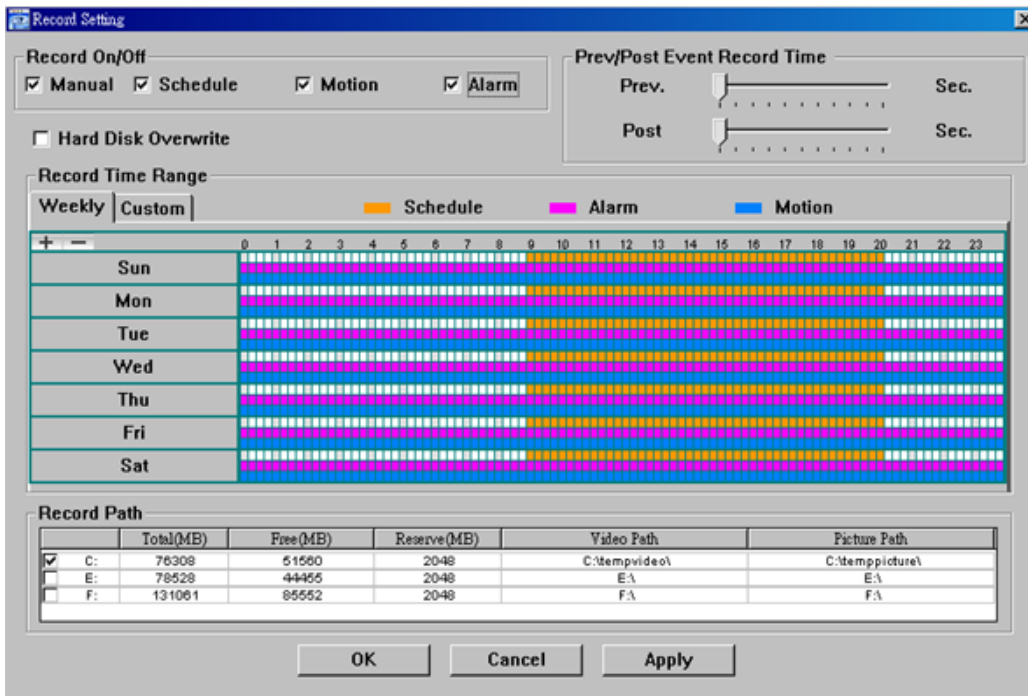 Record Setting
Record On/Off
Manual Schedule Motion Alarm
Prev/Post Event Record Time
Prev. Sec.
Post Sec.
Hard Disk Overwrite
Record Time Range
Weekly Custom Schedule Alarm Motion
+ − 0 1 2 3 4 5 6 7 8 9 10 11 12 13 14 15 16 17 18 19 20 21 22 23
Sun
Mon
Tue
Wed
Thu
Fri
Sat
Record Path
Total(MB) Free(MB) Reserve(MB) Video Path Picture Path
C: 76308 51560 2048 C:\tempvideo\ C:\temppicture\
E: 78528 44455 2048 E:\ E:\
F: 131061 85552 2048 F:\ F:\
OK Cancel Apply